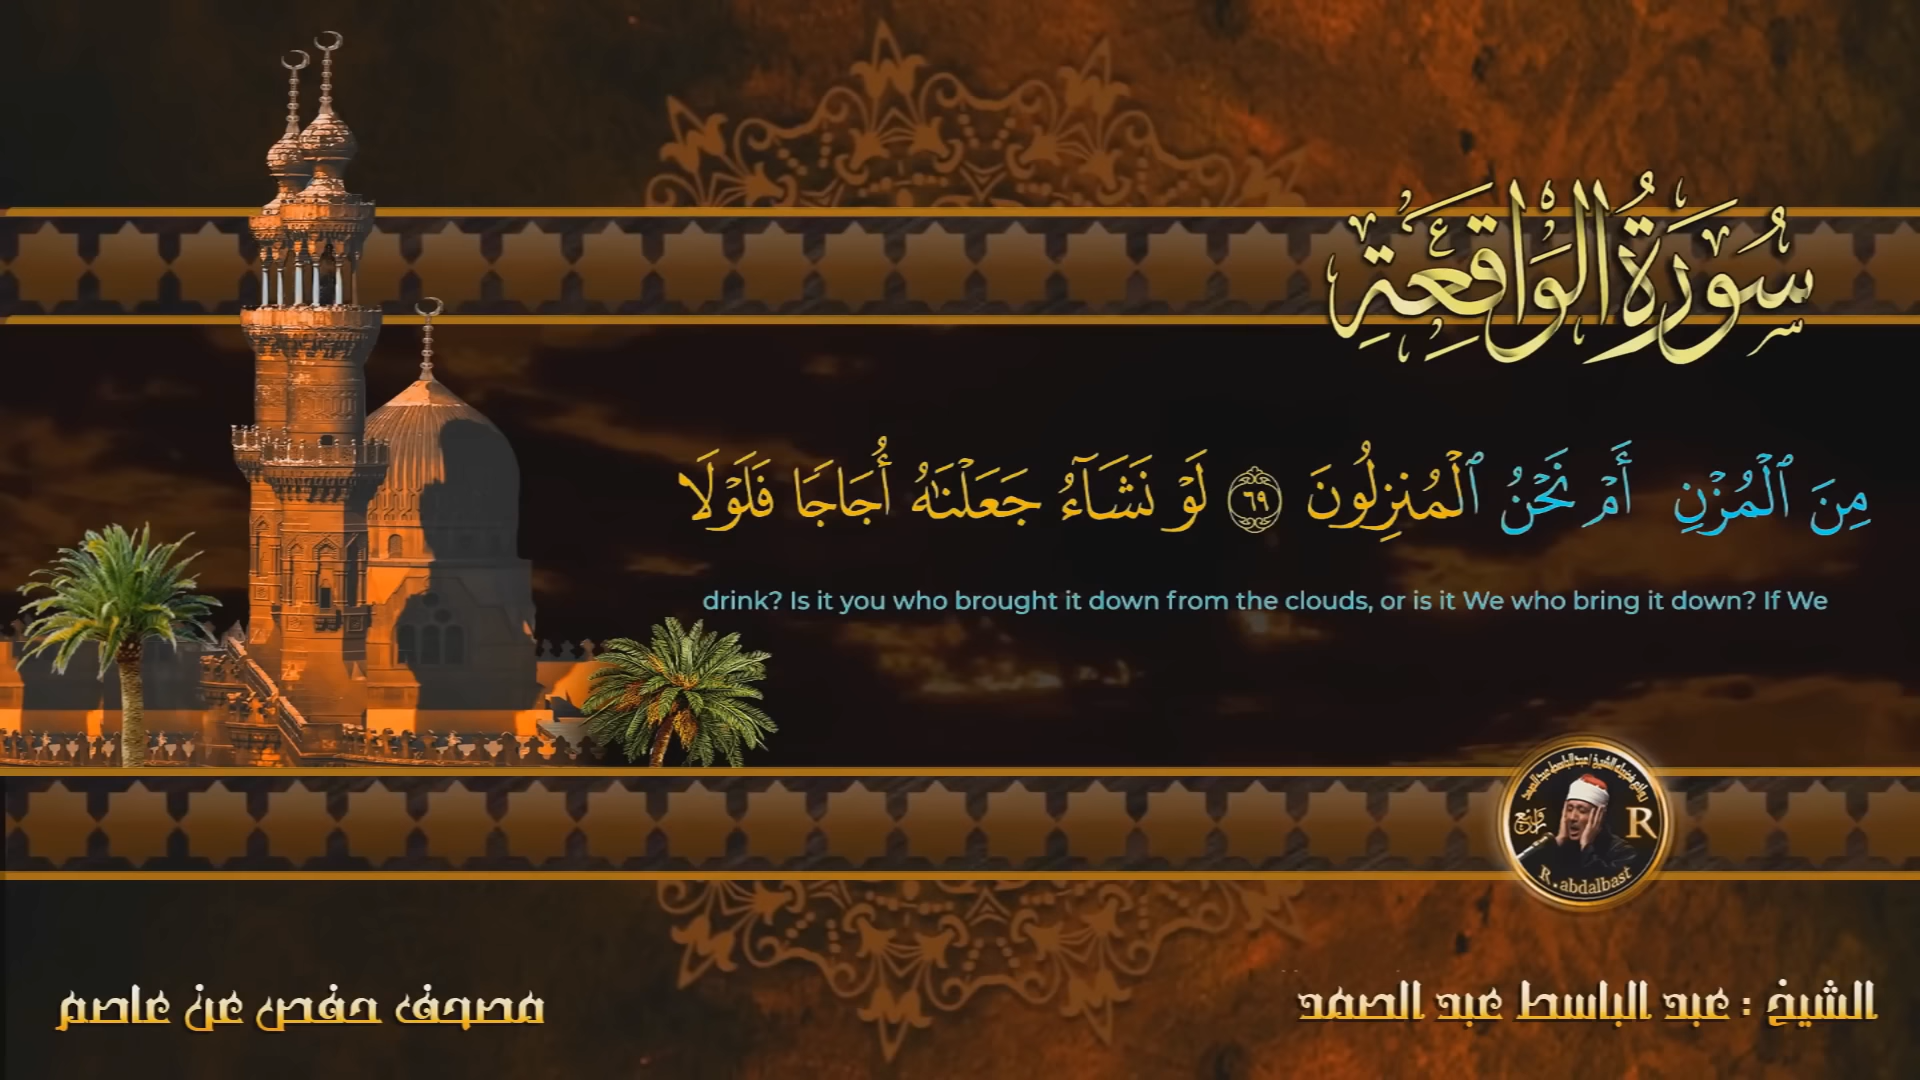 سُورَةُ الوَاقِعَةِ
مِنَ ٱلْمُزْنِ أَمْ نَحْنُ ٱلْمُنزِلُونَ ٦٩ لَوْ نَشَآءُ جَعَلْنَٰهُ أُجَاجًا فَلَوْلَا
drink? Is it you who brought it down from the clouds, or is it We who bring it down? If We
R
R.abdalbast
الشيخ : عبد الباسط عبد الصمد
مصحف حفص عن عاصم